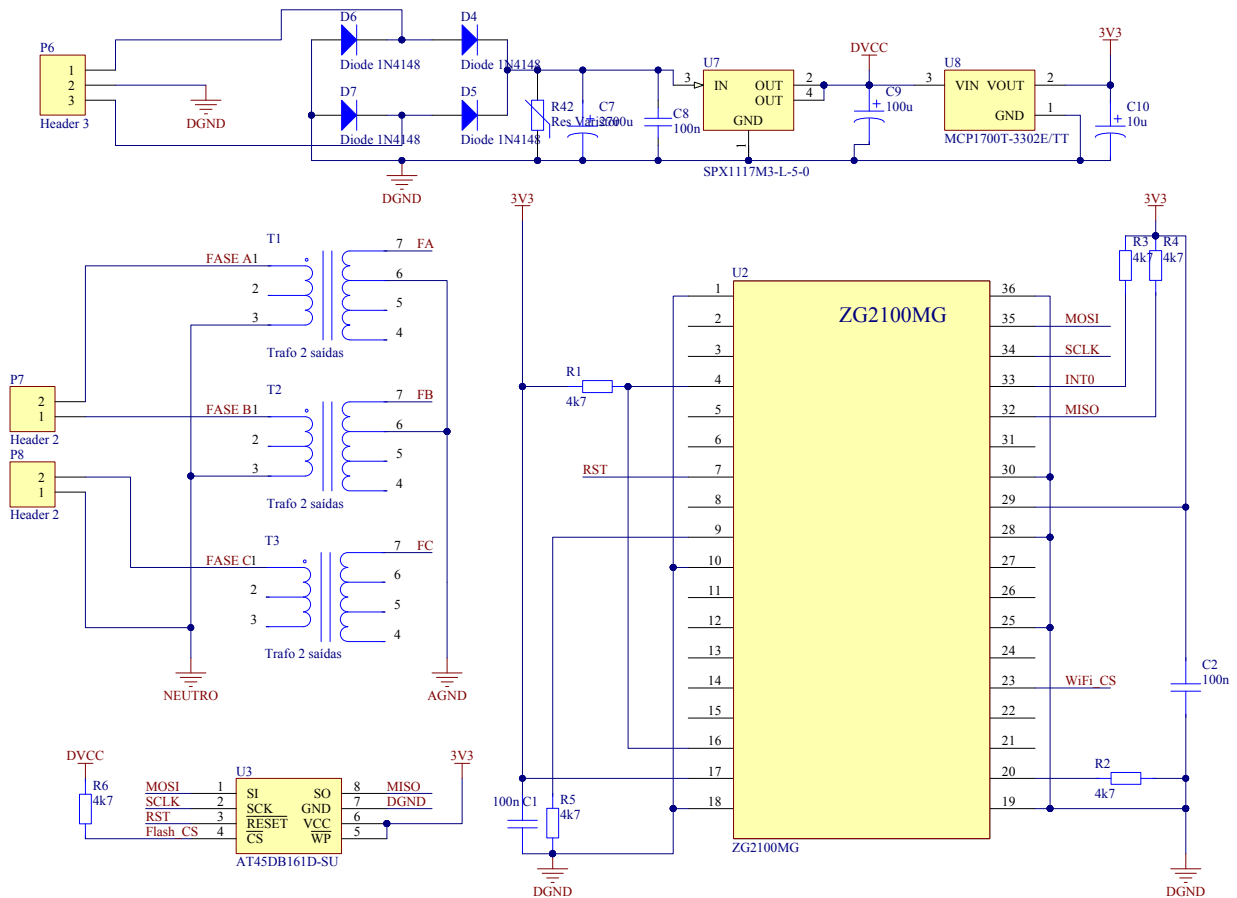 P6
1
2
3
Header 3
DGND
D6
Diode 1N4148
D4
Diode 1N4148
D7
Diode 1N4148
D5
Diode 1N4148
DGND
R42
Res Varistor
C7
2700u
C8
100n
U7
3
IN
OUT
2
OUT
4
GND
1
SPX1117M3-L-5-0
DVCC
C9
100u
U8
3
VIN
VOUT
2
GND
1
MCP1700T-3302E/TT
3V3
C10
10u
T1
FASE A
1
2
3
7
FA
6
5
4
Trafo 2 saídas
P7
2
1
Header 2
T2
FASE B
1
2
3
7
FB
6
5
4
Trafo 2 saídas
P8
2
1
Header 2
T3
FASE C
1
2
3
7
FC
6
5
4
Trafo 2 saídas
NEUTRO
AGND
DVCC
R6
4k7
U3
MOSI
1
SI
SCLK
2
SCK
RST
3
RESET
Flash_CS
4
CS
SO
8
MISO
GND
7
DGND
VCC
6
WP
5
AT45DB161D-SU
3V3
3V3
R1
4k7
RST
100n
C1
R5
4k7
DGND
U2
ZG2100MG
1
2
3
4
5
6
7
8
9
10
11
12
13
14
15
16
17
18
36
35
MOSI
34
SCLK
33
INT0
32
MISO
31
30
29
28
27
26
25
24
23
WiFi_CS
22
21
20
19
ZG2100MG
3V3
R3
4k7
R4
4k7
C2
100n
R2
4k7
DGND